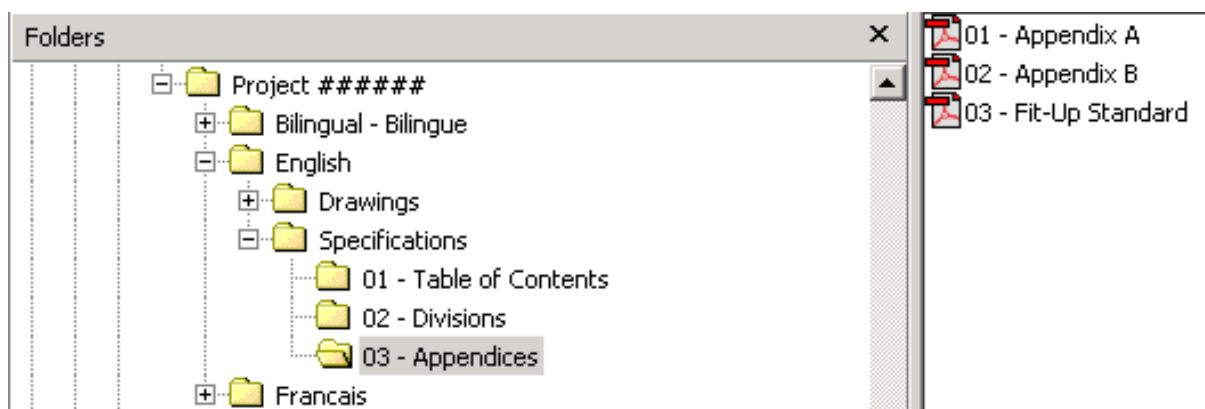 Folders
Project ######
Bilingual - Bilingue
English
Drawings
Specifications
01 - Table of Contents
02 - Divisions
03 - Appendices
Francais
01 - Appendix A
02 - Appendix B
03 - Fit-Up Standard